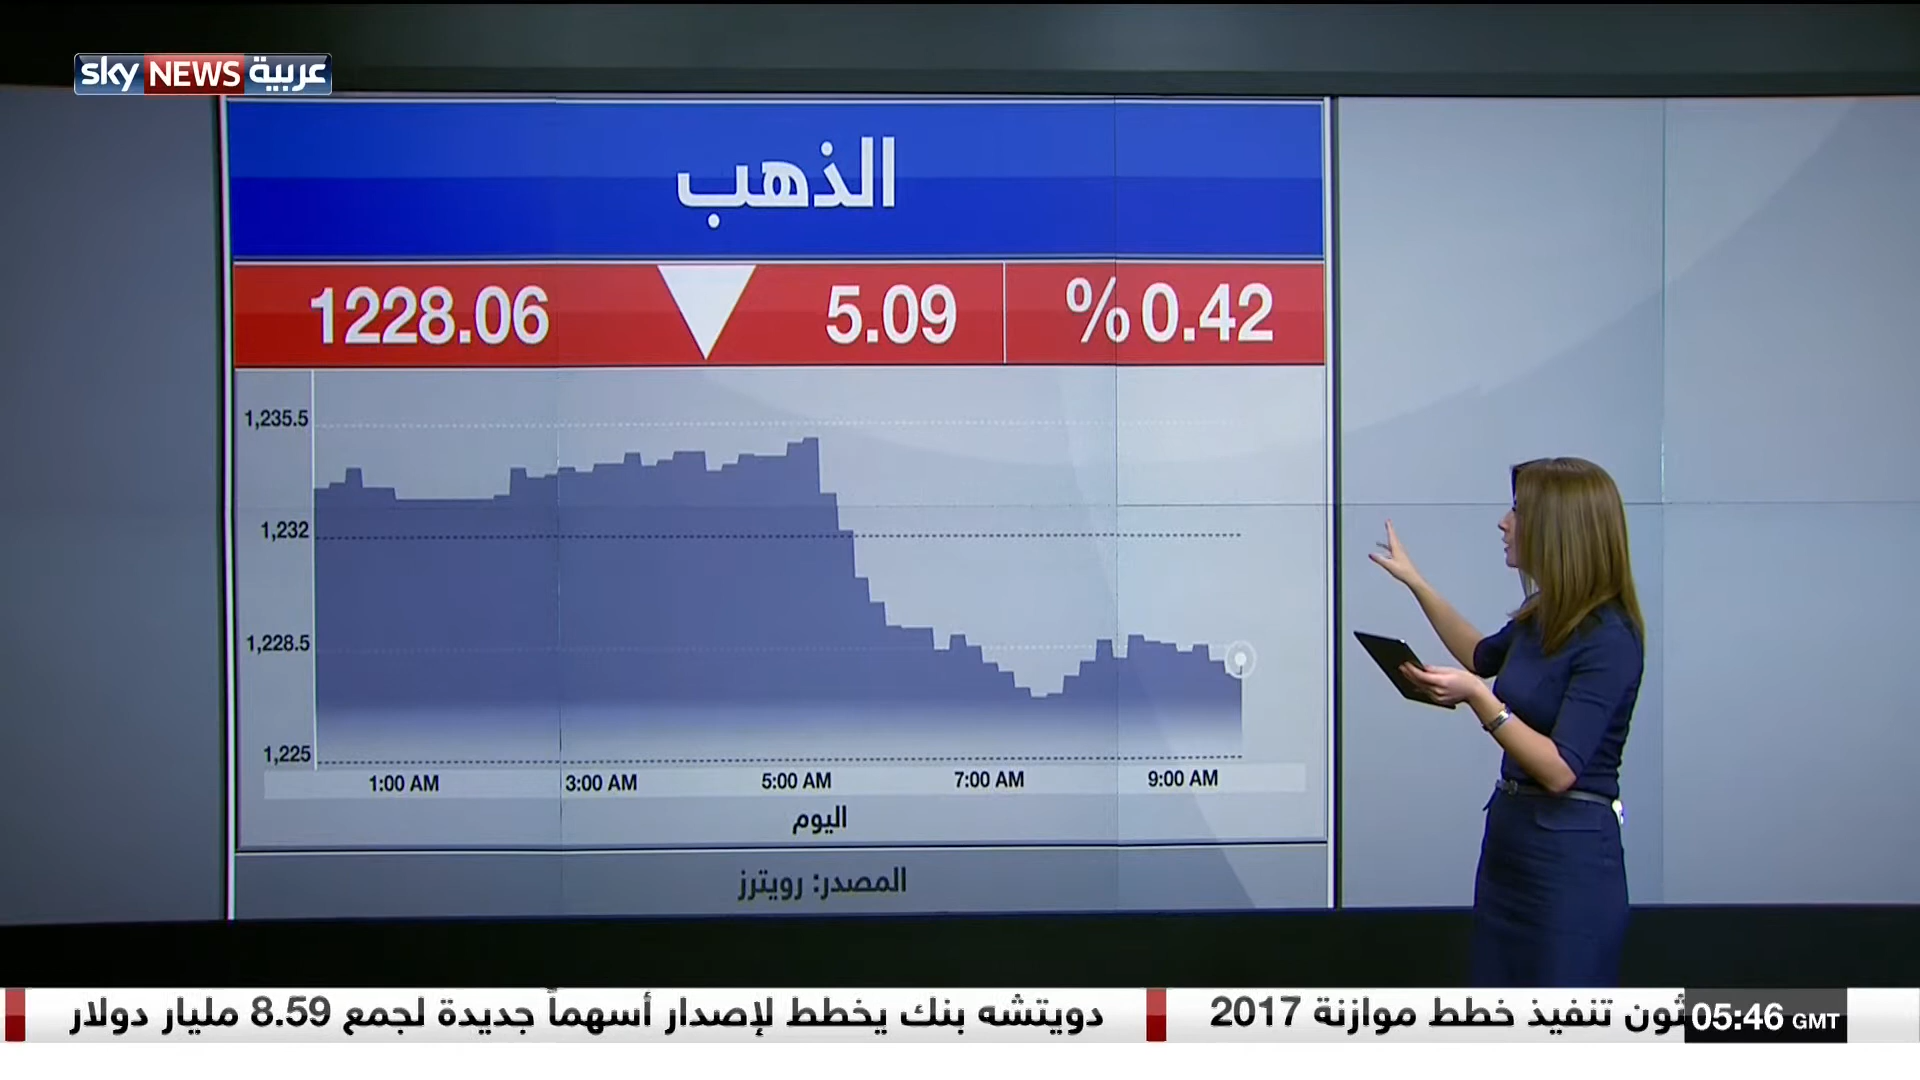 sky NEWS عربية
الذهب
1228.06 5.09 %0.42
1,235.5
1,232
1,228.5
1,225
1:00 AM 3:00 AM 5:00 AM 7:00 AM 9:00 AM
اليوم
المصدر: رويترز
تنفيذ خطط موازنة 2017
دويتشه بنك يخطط لإصدار أسهماً جديدة لجمع 8.59 مليار دولار
05:46 GMT